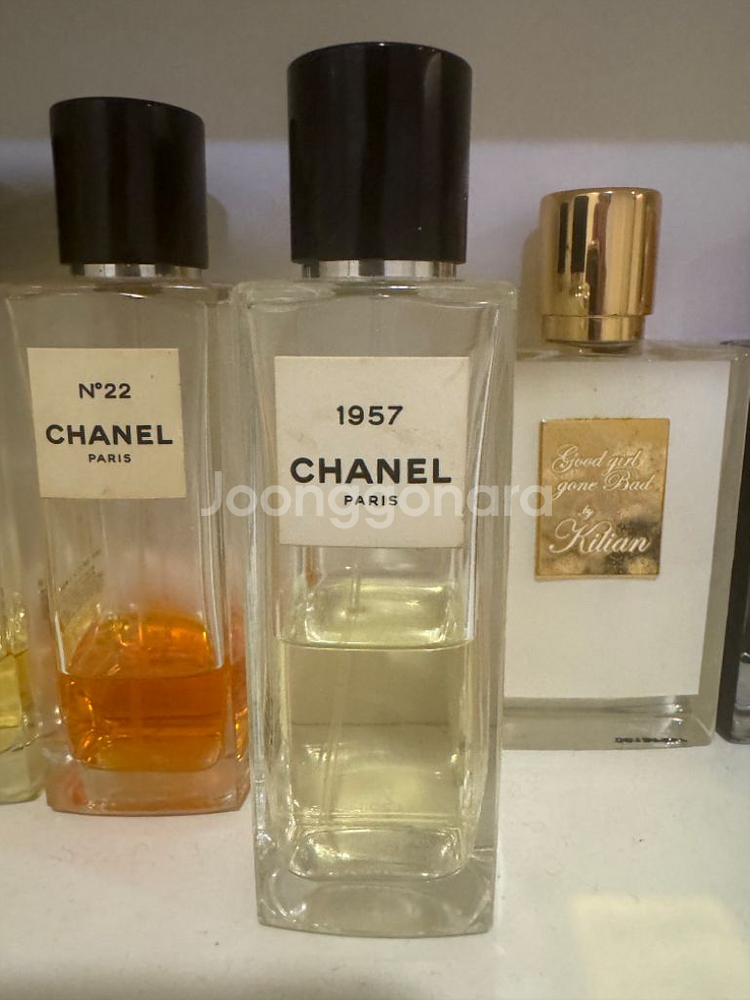 N°22
CHANEL
PARIS
1957
CHANEL
PARIS
Good girl
gone Bad
by
Kilian
Joonggonara